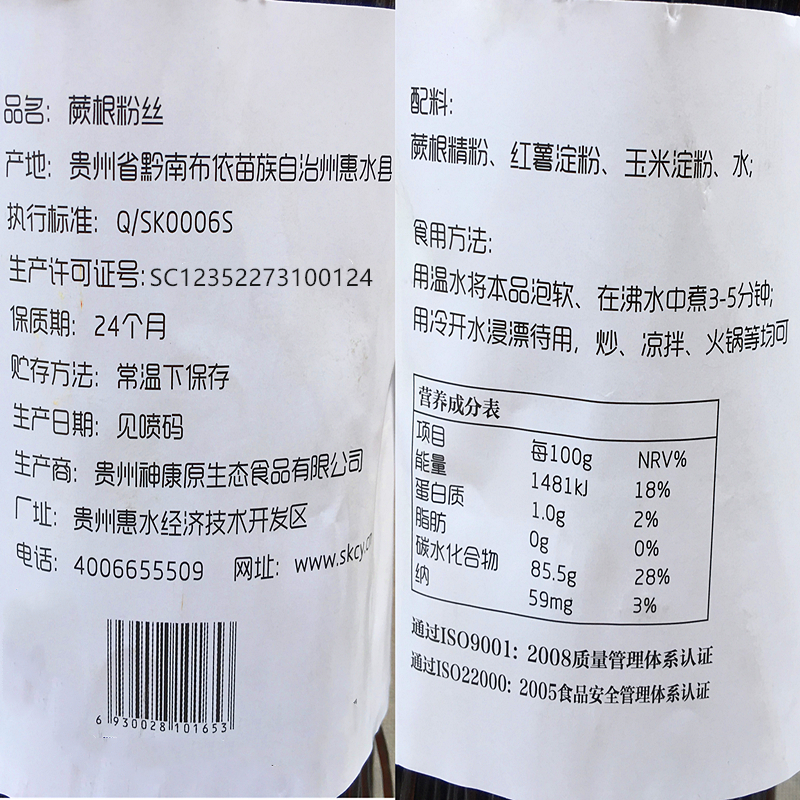 品名：蕨根粉丝
产地：贵州省黔南布依苗族自治州惠水县
执行标准：Q/SK0006S
生产许可证号:SC12352273100124
保质期：24个月
贮存方法：常温下保存
生产日期：见喷码
生产商：贵州神康原生态食品有限公司
厂址：贵州惠水经济技术开发区
电话：4006655509 网址：www.skcy.cn
6 930028 101653
配料:
蕨根精粉、红薯淀粉、玉米淀粉、水;
食用方法:
用温水将本品泡软、在沸水中煮3-5分钟;
用冷开水浸漂待用，炒、凉拌、火锅等均可
营养成分表
项目 每100g NRV%
能量 1481kJ 18%
蛋白质 1.0g 2%
脂肪 0g 0%
碳水化合物 85.5g 28%
纳 59mg 3%
通过ISO9001: 2008质量管理体系认证
通过ISO22000: 2005食品安全管理体系认证